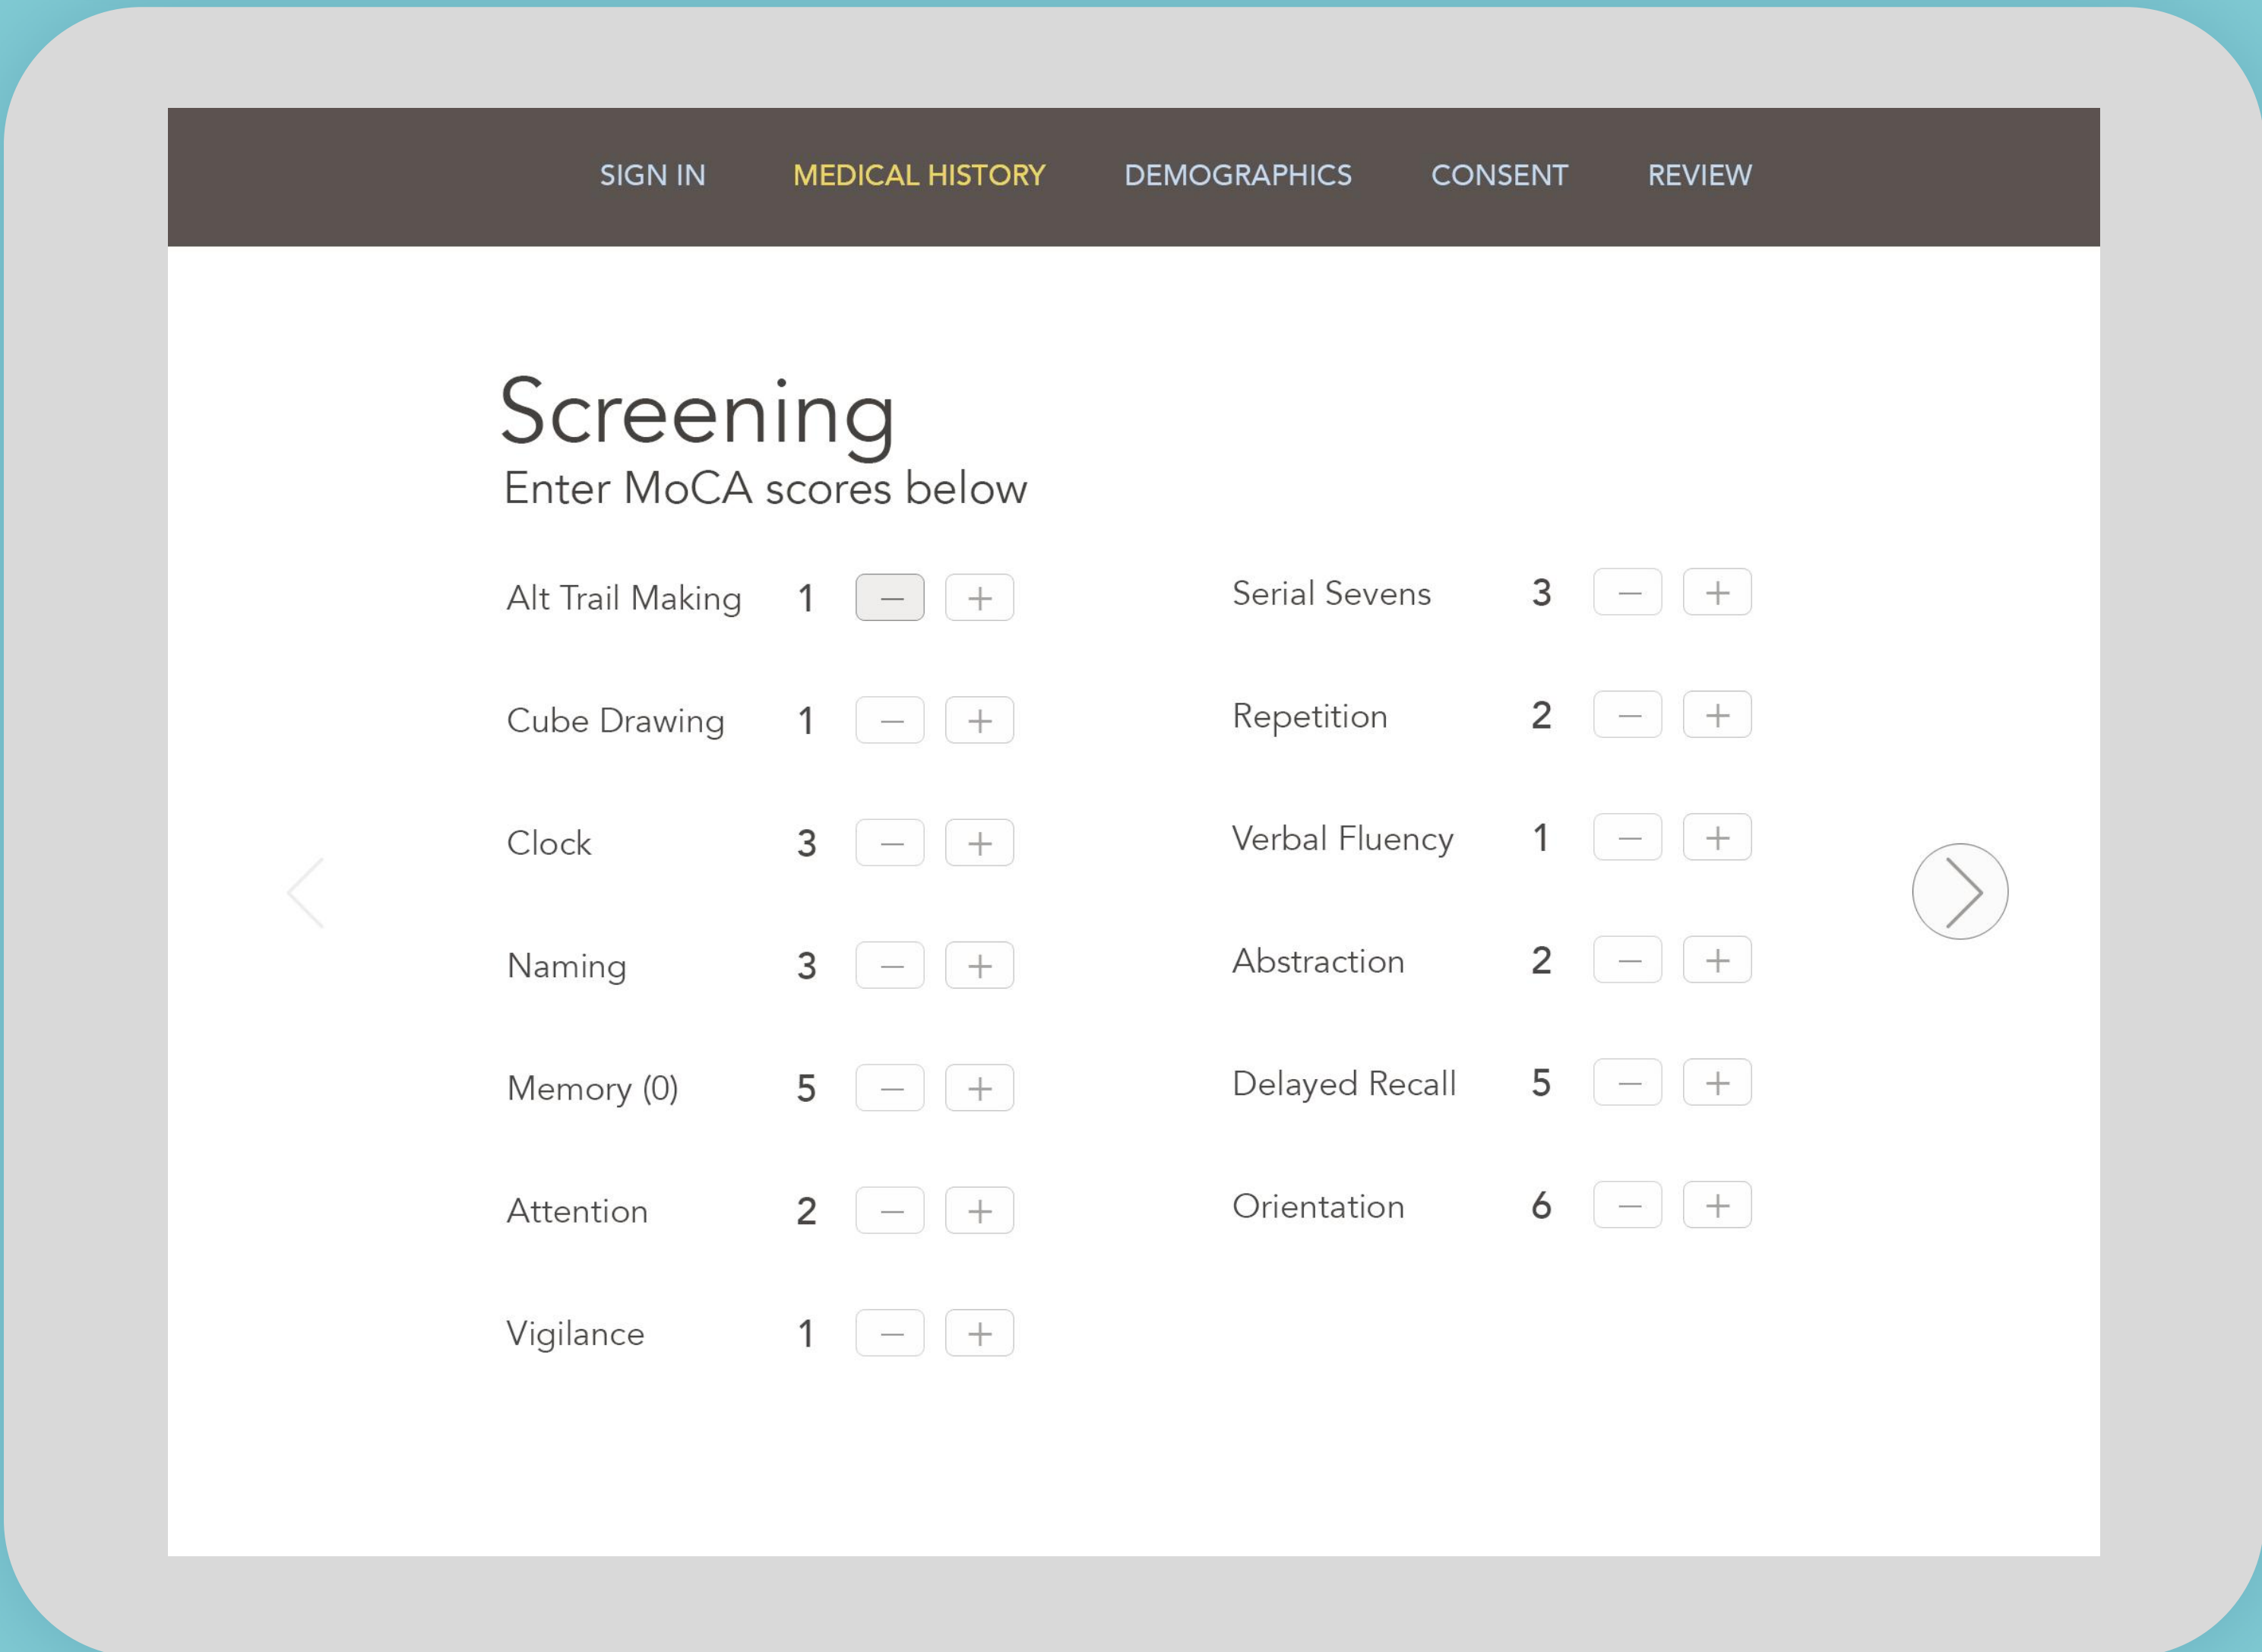 SIGN IN MEDICAL HISTORY DEMOGRAPHICS CONSENT REVIEW
Screening
Enter MoCA scores below
Alt Trail Making 1 — +
Cube Drawing 1 — +
Clock 3 — +
Naming 3 — +
Memory (0) 5 — +
Attention 2 — +
Vigilance 1 — +
Serial Sevens 3 — +
Repetition 2 — +
Verbal Fluency 1 — +
Abstraction 2 — +
Delayed Recall 5 — +
Orientation 6 — +